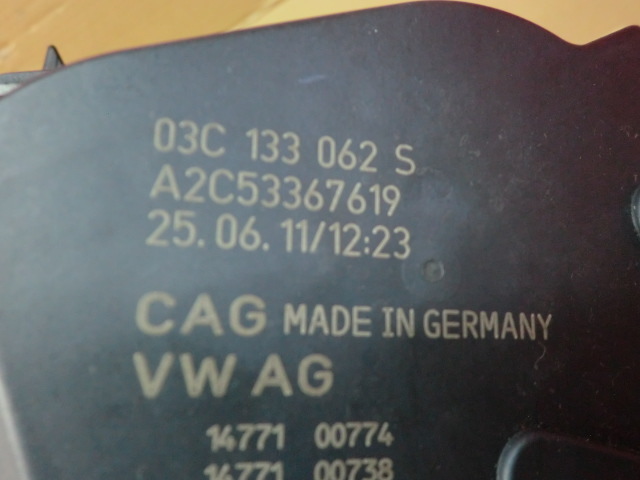 03C 133 062 S
A2C53367619
25.06.11/12:23
CAG MADE IN GERMANY
VW AG
14771 00774
14771 00738